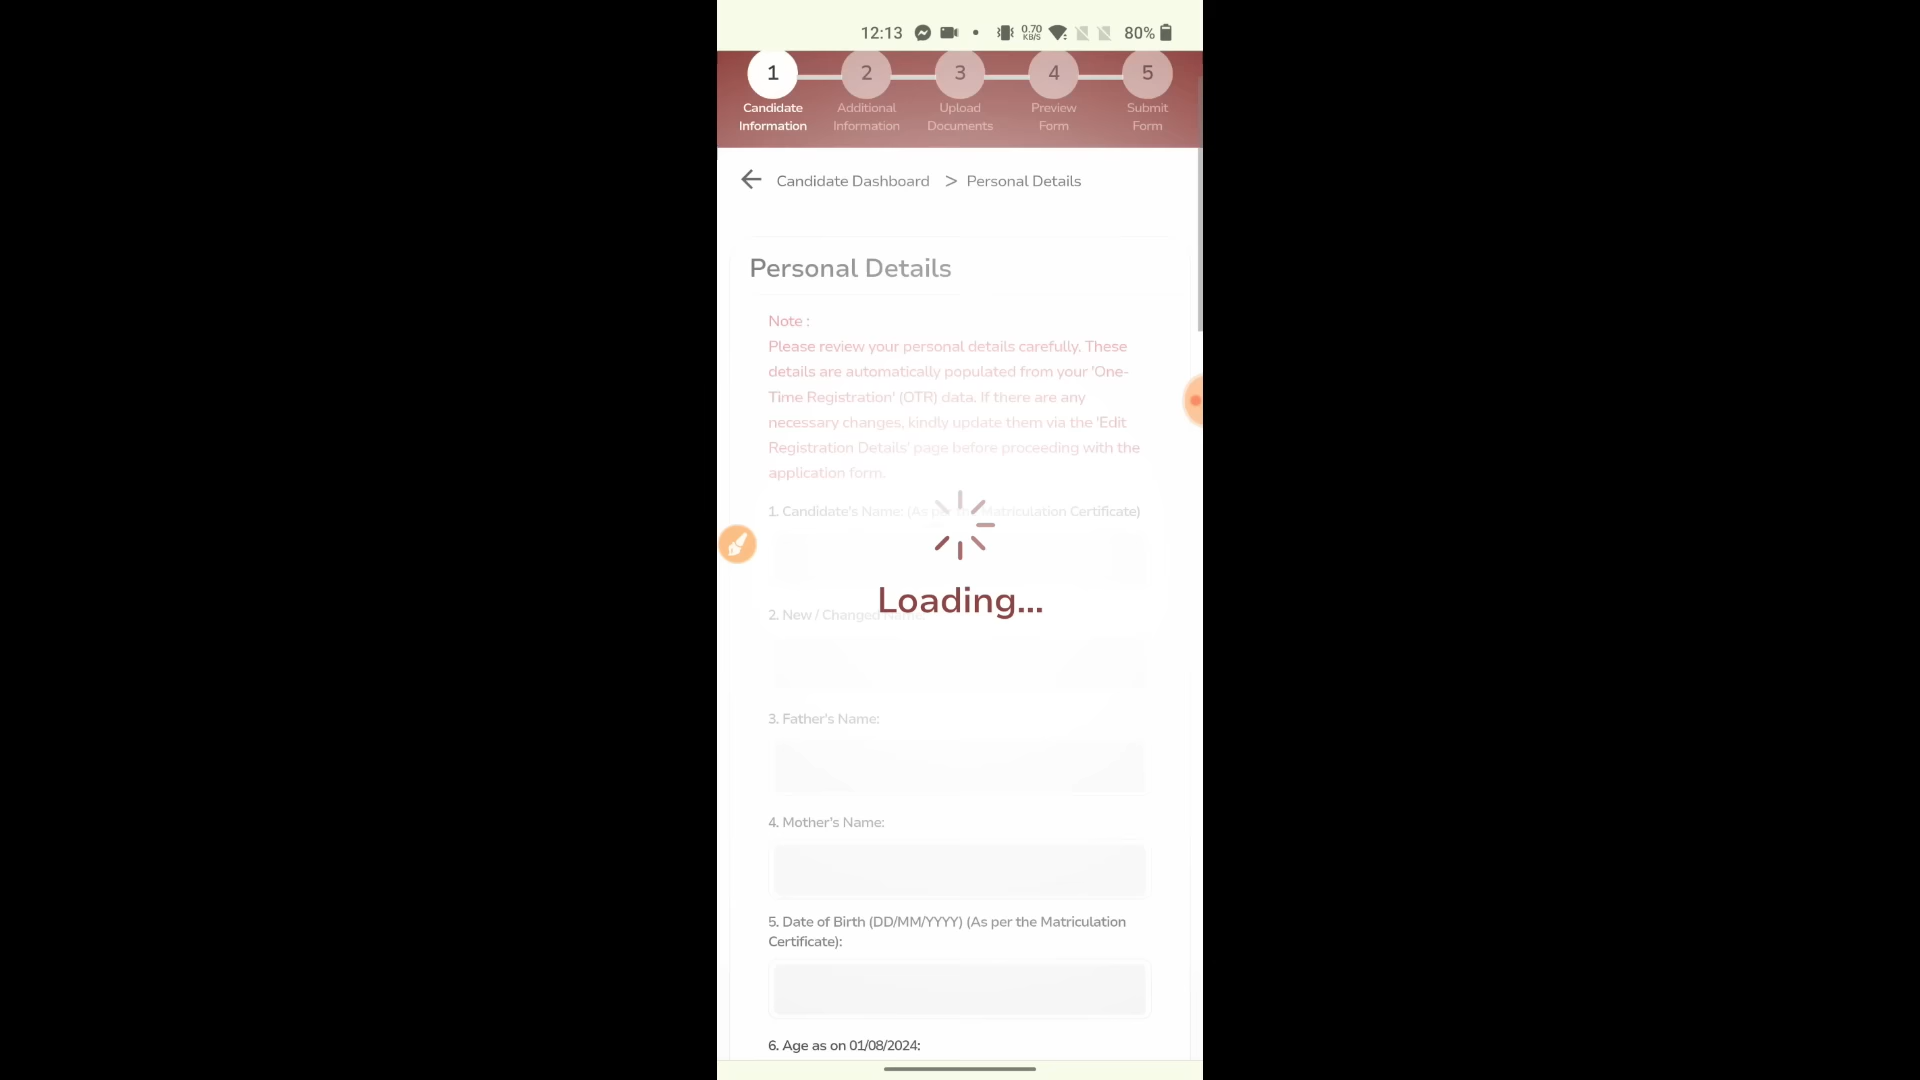 12:13
0.70
KB/S
80%
1
2
3
4
5
Candidate
Information
Additional
Information
Upload
Documents
Preview
Form
Submit
Form
Candidate Dashboard > Personal Details
Personal Details
Note :
Please review your personal details carefully. These
details are automatically populated from your 'One-
Time Registration' (OTR) data. If there are any
necessary changes, kindly update them via the 'Edit
Registration Details' page before proceeding with the
application form.
1. Candidate's Name: (As per the Matriculation Certificate)
Loading...
2. New / Changed Name:
3. Father's Name:
4. Mother's Name:
5. Date of Birth (DD/MM/YYYY) (As per the Matriculation
Certificate):
6. Age as on 01/08/2024: